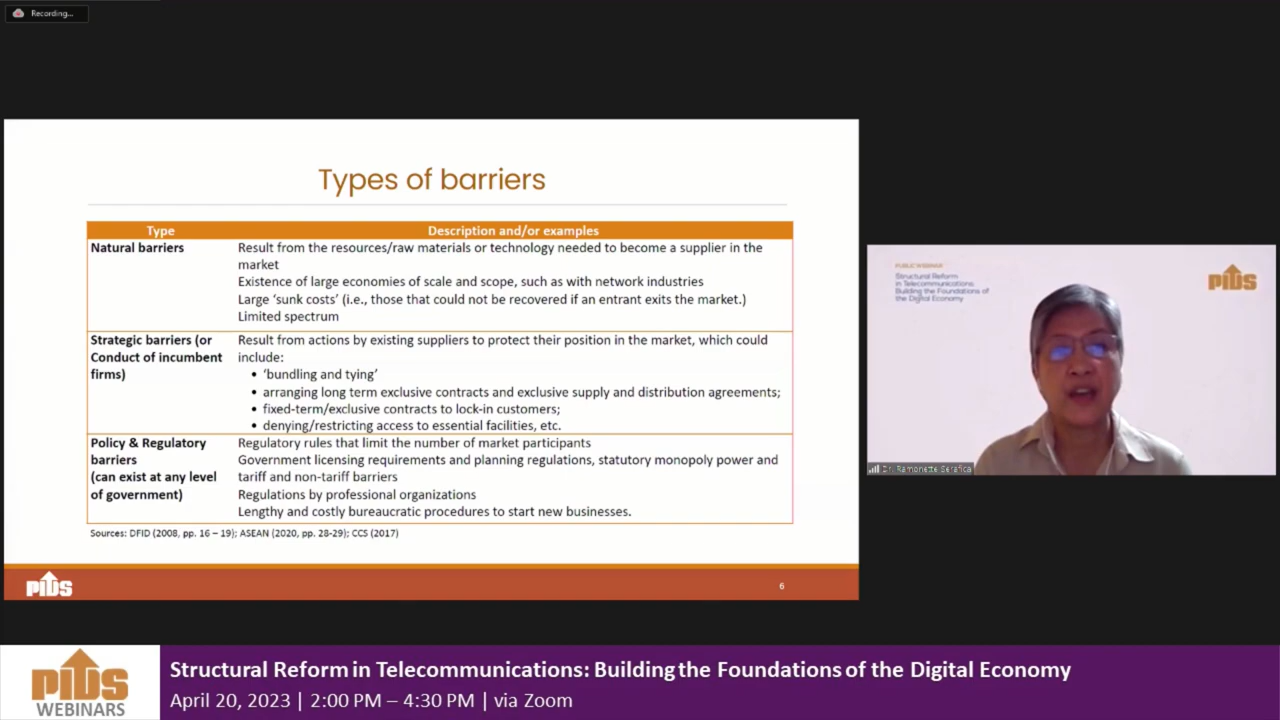 Recording...
Types of barriers
Type
Description and/or examples
Natural barriers
Result from the resources/raw materials or technology needed to become a supplier in the
market
Existence of large economies of scale and scope, such as with network industries
Large ‘sunk costs’ (i.e., those that could not be recovered if an entrant exits the market.)
Limited spectrum
Strategic barriers (or
Conduct of incumbent
firms)
Result from actions by existing suppliers to protect their position in the market, which could
include:
• ‘bundling and tying’
• arranging long term exclusive contracts and exclusive supply and distribution agreements;
• fixed-term/exclusive contracts to lock-in customers;
• denying/restricting access to essential facilities, etc.
Policy & Regulatory
barriers
(can exist at any level
of government)
Regulatory rules that limit the number of market participants
Government licensing requirements and planning regulations, statutory monopoly power and
tariff and non-tariff barriers
Regulations by professional organizations
Lengthy and costly bureaucratic procedures to start new businesses.
Sources: DFID (2008, pp. 16 – 19); ASEAN (2020, pp. 28-29); CCS (2017)
PIDS
6
PUBLIC WEBINAR
Structural Reform
in Telecommunications:
Building the Foundations of
the Digital Economy
PIDS
Dr. Ramonette Serafica
PIDS
WEBINARS
Structural Reform in Telecommunications: Building the Foundations of the Digital Economy
April 20, 2023 | 2:00 PM – 4:30 PM | via Zoom